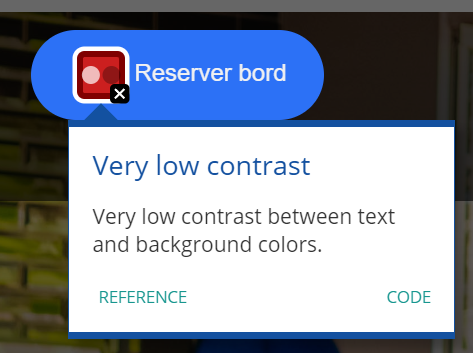 Reserver bord
Very low contrast
Very low contrast between text
and background colors.
REFERENCE
CODE